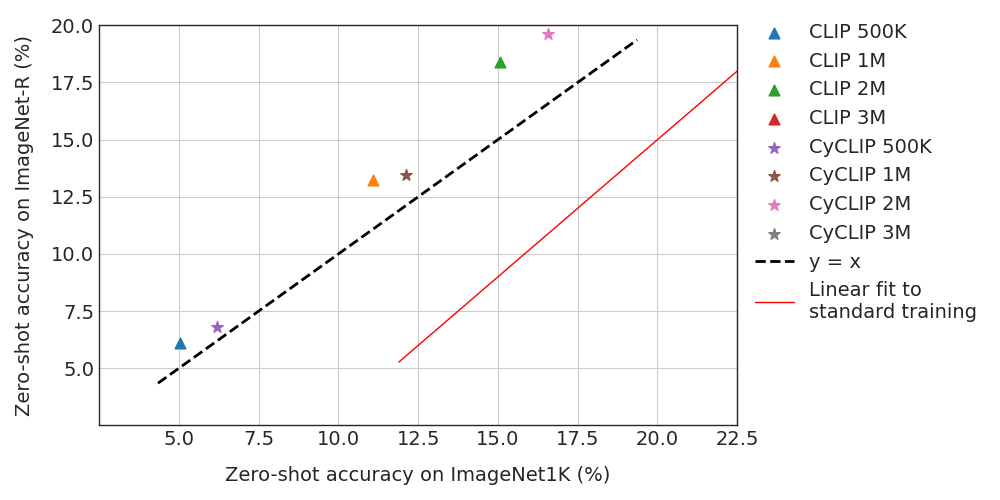 20.0
17.5
15.0
12.5
10.0
7.5
5.0
Zero-shot accuracy on ImageNet-R (%)
5.0 7.5 10.0 12.5 15.0 17.5 20.0 22.5
Zero-shot accuracy on ImageNet1K (%)
CLIP 500K
CLIP 1M
CLIP 2M
CLIP 3M
CyCLIP 500K
CyCLIP 1M
CyCLIP 2M
CyCLIP 3M
y = x
Linear fit to
standard training